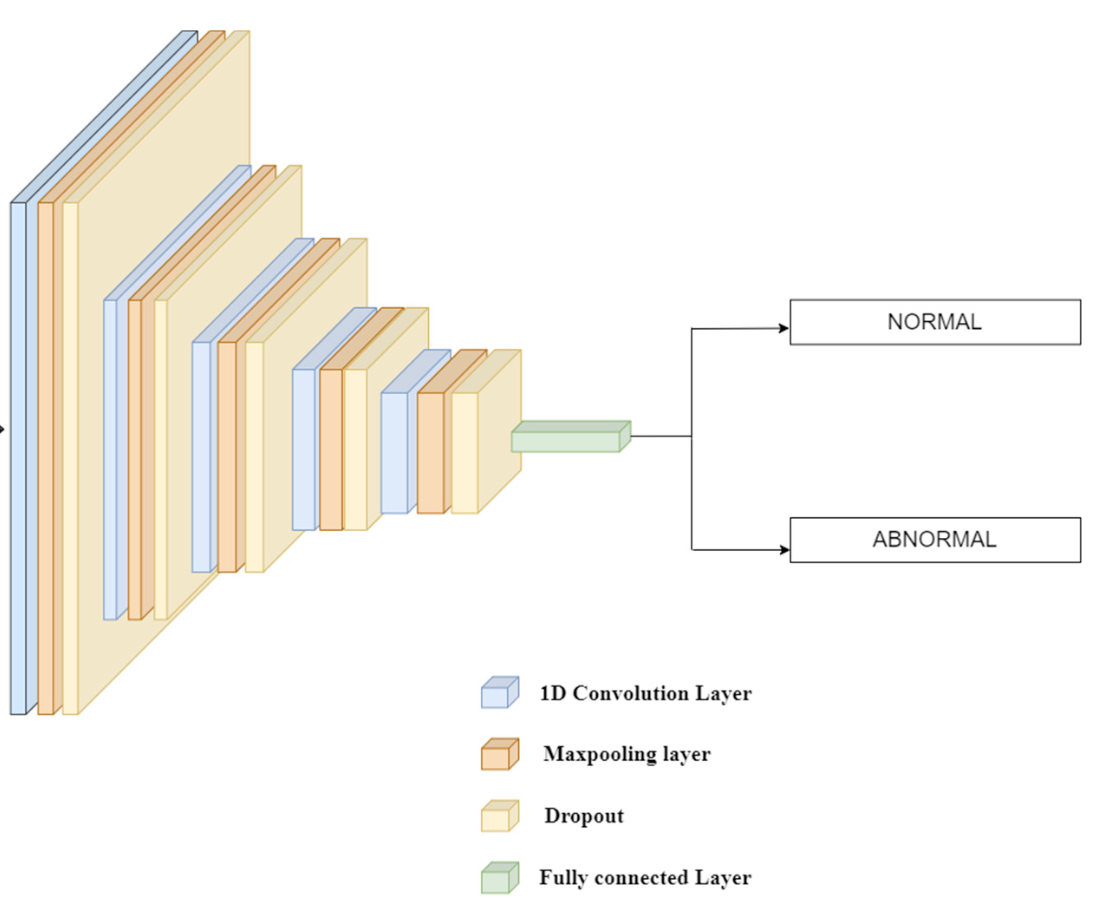 NORMAL
ABNORMAL
1D Convolution Layer
Maxpooling layer
Dropout
Fully connected Layer